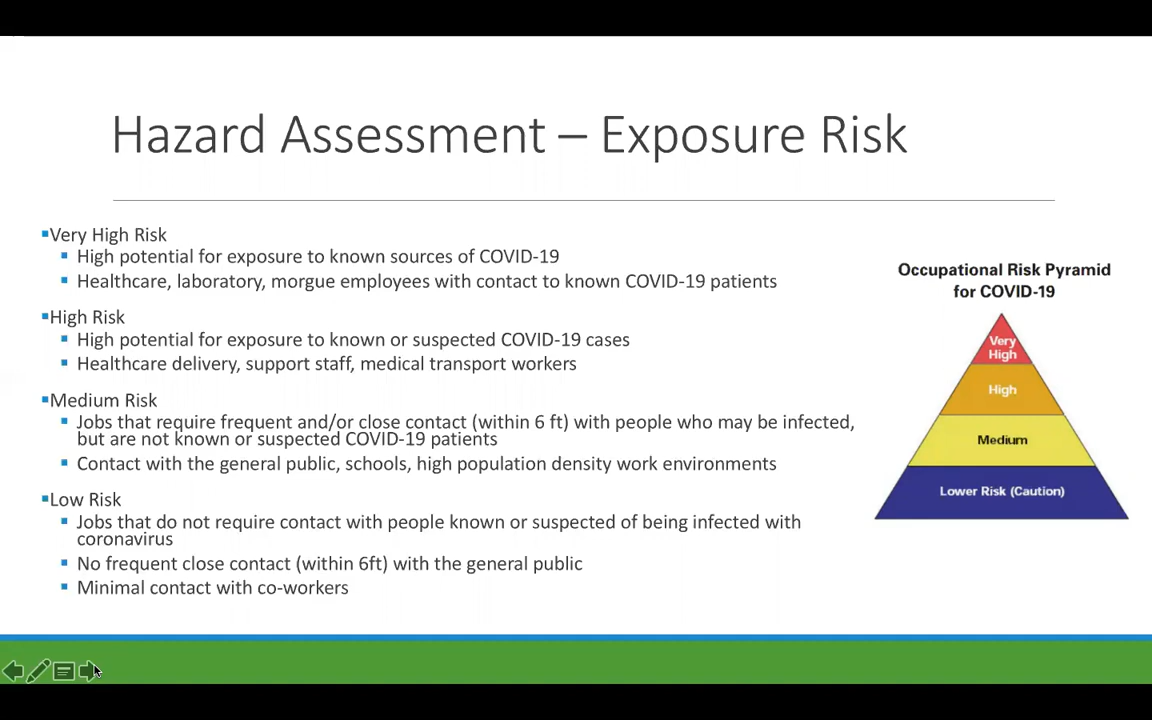 Hazard Assessment – Exposure Risk
Very High Risk
High potential for exposure to known sources of COVID-19
Healthcare, laboratory, morgue employees with contact to known COVID-19 patients
High Risk
High potential for exposure to known or suspected COVID-19 cases
Healthcare delivery, support staff, medical transport workers
Medium Risk
Jobs that require frequent and/or close contact (within 6 ft) with people who may be infected,
but are not known or suspected COVID-19 patients
Contact with the general public, schools, high population density work environments
Low Risk
Jobs that do not require contact with people known or suspected of being infected with
coronavirus
No frequent close contact (within 6ft) with the general public
Minimal contact with co-workers
Occupational Risk Pyramid
for COVID-19
Very
High
High
Medium
Lower Risk (Caution)